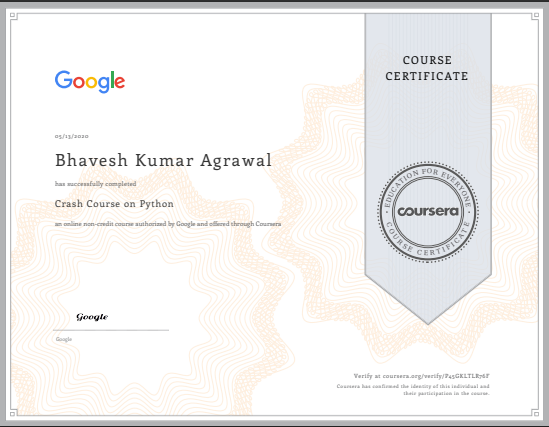 COURSE
CERTIFICATE
Google
05/13/2020
Bhavesh Kumar Agrawal
has successfully completed
Crash Course on Python
an online non-credit course authorized by Google and offered through Coursera
EDUCATION FOR EVERYONE
coursera
COURSE CERTIFICATE
Google
Google
Verify at coursera.org/verify/P45GKLTLR76F
Coursera has confirmed the identity of this individual and
their participation in the course.